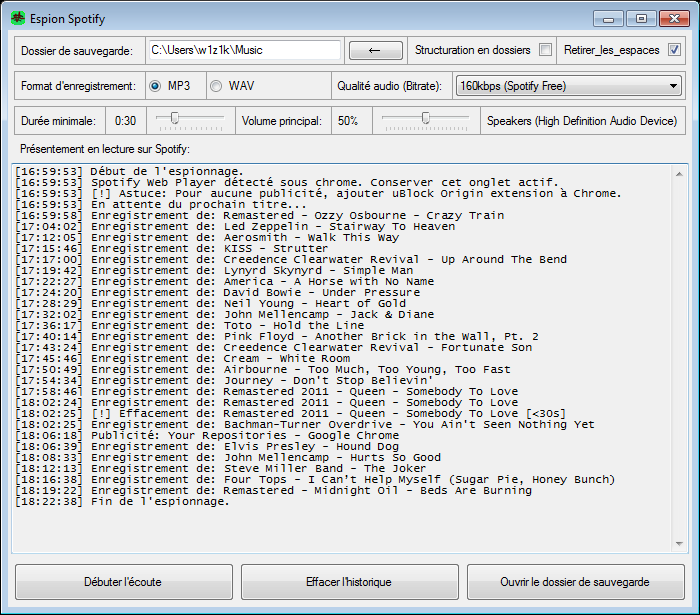 Espion Spotify
Dossier de sauvegarde: C:\Users\w1z1k\Music ← Structuration en dossiers Retirer_les_espaces
Format d'enregistrement: MP3 WAV Qualité audio (Bitrate): 160kbps (Spotify Free)
Durée minimale: 0:30 Volume principal: 50% Speakers (High Definition Audio Device)
Présentement en lecture sur Spotify:
[16:59:53] Début de l'espionnage.
[16:59:53] Spotify Web Player détecté sous chrome. Conserver cet onglet actif.
[16:59:53] [!] Astuce: Pour aucune publicité, ajouter uBlock Origin extension à Chrome.
[16:59:53] En attente du prochain titre...
[16:59:58] Enregistrement de: Remastered - Ozzy Osbourne - Crazy Train
[17:04:02] Enregistrement de: Led Zeppelin - Stairway To Heaven
[17:12:05] Enregistrement de: Aerosmith - Walk This Way
[17:15:46] Enregistrement de: KISS - Strutter
[17:17:00] Enregistrement de: Creedence Clearwater Revival - Up Around The Bend
[17:19:42] Enregistrement de: Lynyrd Skynyrd - Simple Man
[17:22:27] Enregistrement de: America - A Horse with No Name
[17:24:20] Enregistrement de: David Bowie - Under Pressure
[17:28:29] Enregistrement de: Neil Young - Heart of Gold
[17:32:02] Enregistrement de: John Mellencamp - Jack & Diane
[17:36:17] Enregistrement de: Toto - Hold the Line
[17:40:14] Enregistrement de: Pink Floyd - Another Brick in the Wall, Pt. 2
[17:43:24] Enregistrement de: Creedence Clearwater Revival - Fortunate Son
[17:45:46] Enregistrement de: Cream - White Room
[17:50:49] Enregistrement de: Airbourne - Too Much, Too Young, Too Fast
[17:54:34] Enregistrement de: Journey - Don't Stop Believin'
[17:58:46] Enregistrement de: Remastered 2011 - Queen - Somebody To Love
[18:02:24] Enregistrement de: Remastered 2011 - Queen - Somebody To Love
[18:02:25] [!] Effacement de: Remastered 2011 - Queen - Somebody To Love [<30s]
[18:02:25] Enregistrement de: Bachman-Turner Overdrive - You Ain't Seen Nothing Yet
[18:06:18] Publicité: Your Repositories - Google Chrome
[18:06:39] Enregistrement de: Elvis Presley - Hound Dog
[18:08:33] Enregistrement de: John Mellencamp - Hurts So Good
[18:12:13] Enregistrement de: Steve Miller Band - The Joker
[18:16:38] Enregistrement de: Four Tops - I Can't Help Myself (Sugar Pie, Honey Bunch)
[18:19:22] Enregistrement de: Remastered - Midnight Oil - Beds Are Burning
[18:22:38] Fin de l'espionnage.
Débuter l'écoute Effacer l'historique Ouvrir le dossier de sauvegarde